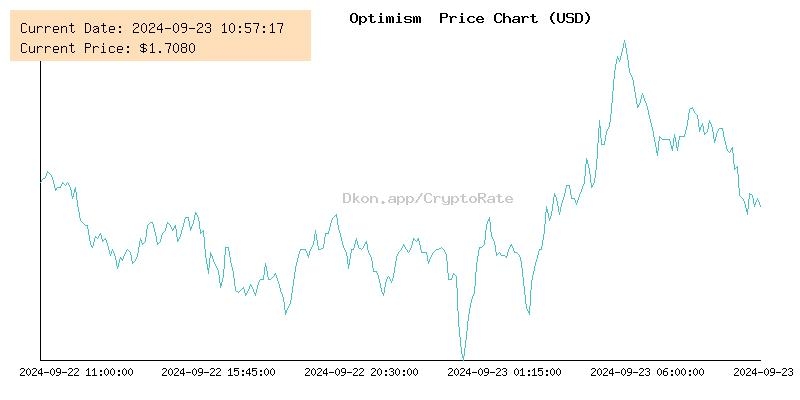 Optimism  Price Chart (USD)
Current Date: 2024-09-23 10:57:17
Current Price: $1.7080
Dkon.app/CryptoRate
2024-09-22 11:00:00 2024-09-22 15:45:00 2024-09-22 20:30:00 2024-09-23 01:15:00 2024-09-23 06:00:00 2024-09-23